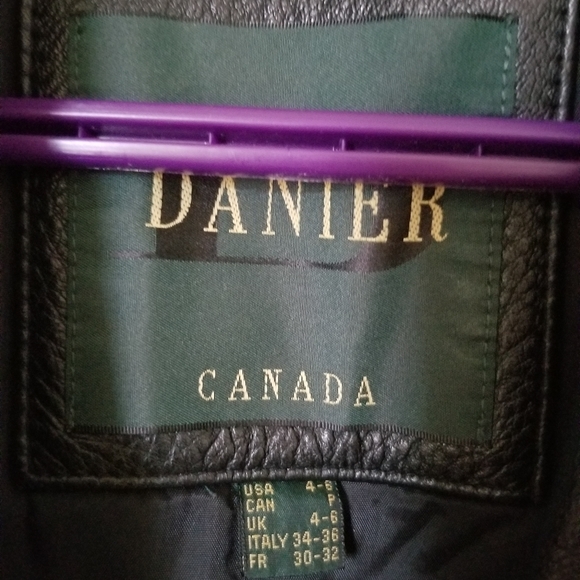 DANIER
CANADA
USA 4-6
CAN P
UK 4-6
ITALY 34-36
FR 30-32